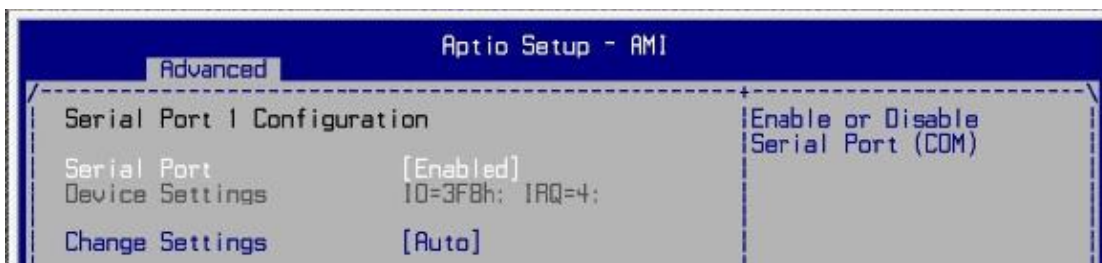 Aptio Setup - AMI
Advanced
Serial Port 1 Configuration
Enable or Disable
Serial Port (COM)
Serial Port [Enabled]
Device Settings IO=3F8h; IRQ=4;
Change Settings [Auto]